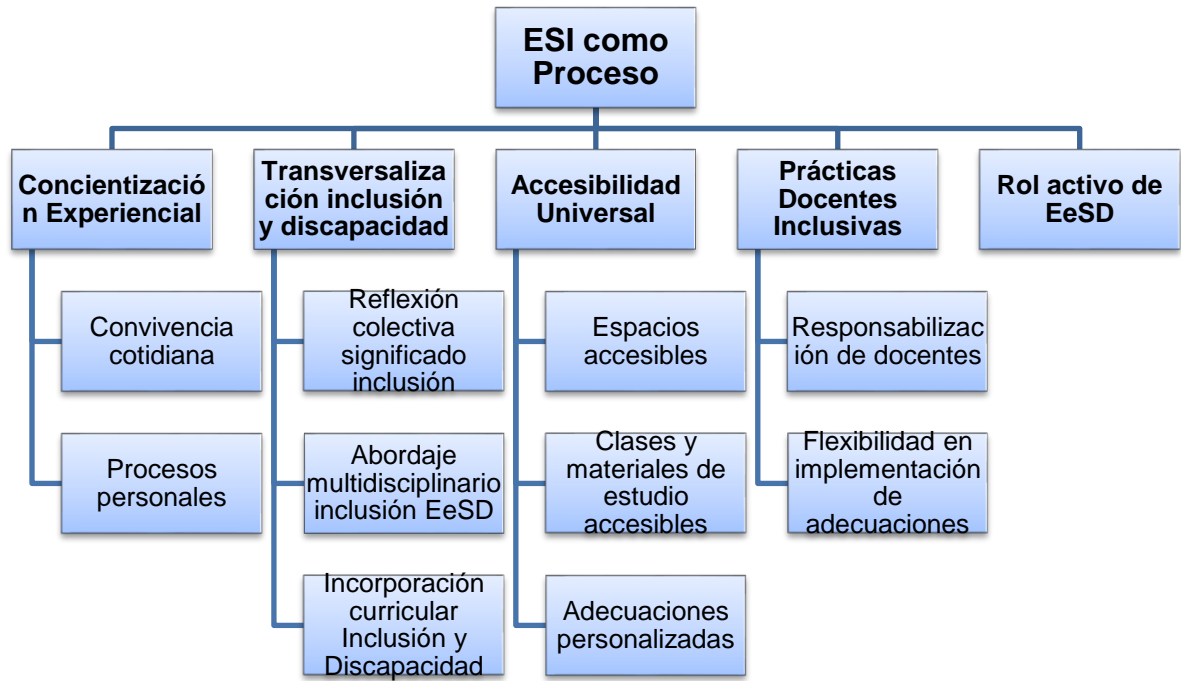 ESI como
Proceso
Concientizació
n Experiencial
Transversaliza
ción inclusión
y discapacidad
Accesibilidad
Universal
Prácticas
Docentes
Inclusivas
Rol activo de
EeSD
Convivencia
cotidiana
Procesos
personales
Reflexión
colectiva
significado
inclusión
Abordaje
multidisciplinario
inclusión EeSD
Incorporación
curricular
Inclusión y
Discapacidad
Espacios
accesibles
Clases y
materiales de
estudio
accesibles
Adecuaciones
personalizadas
Responsabilizac
ión de docentes
Flexibilidad en
implementación
de
adecuaciones